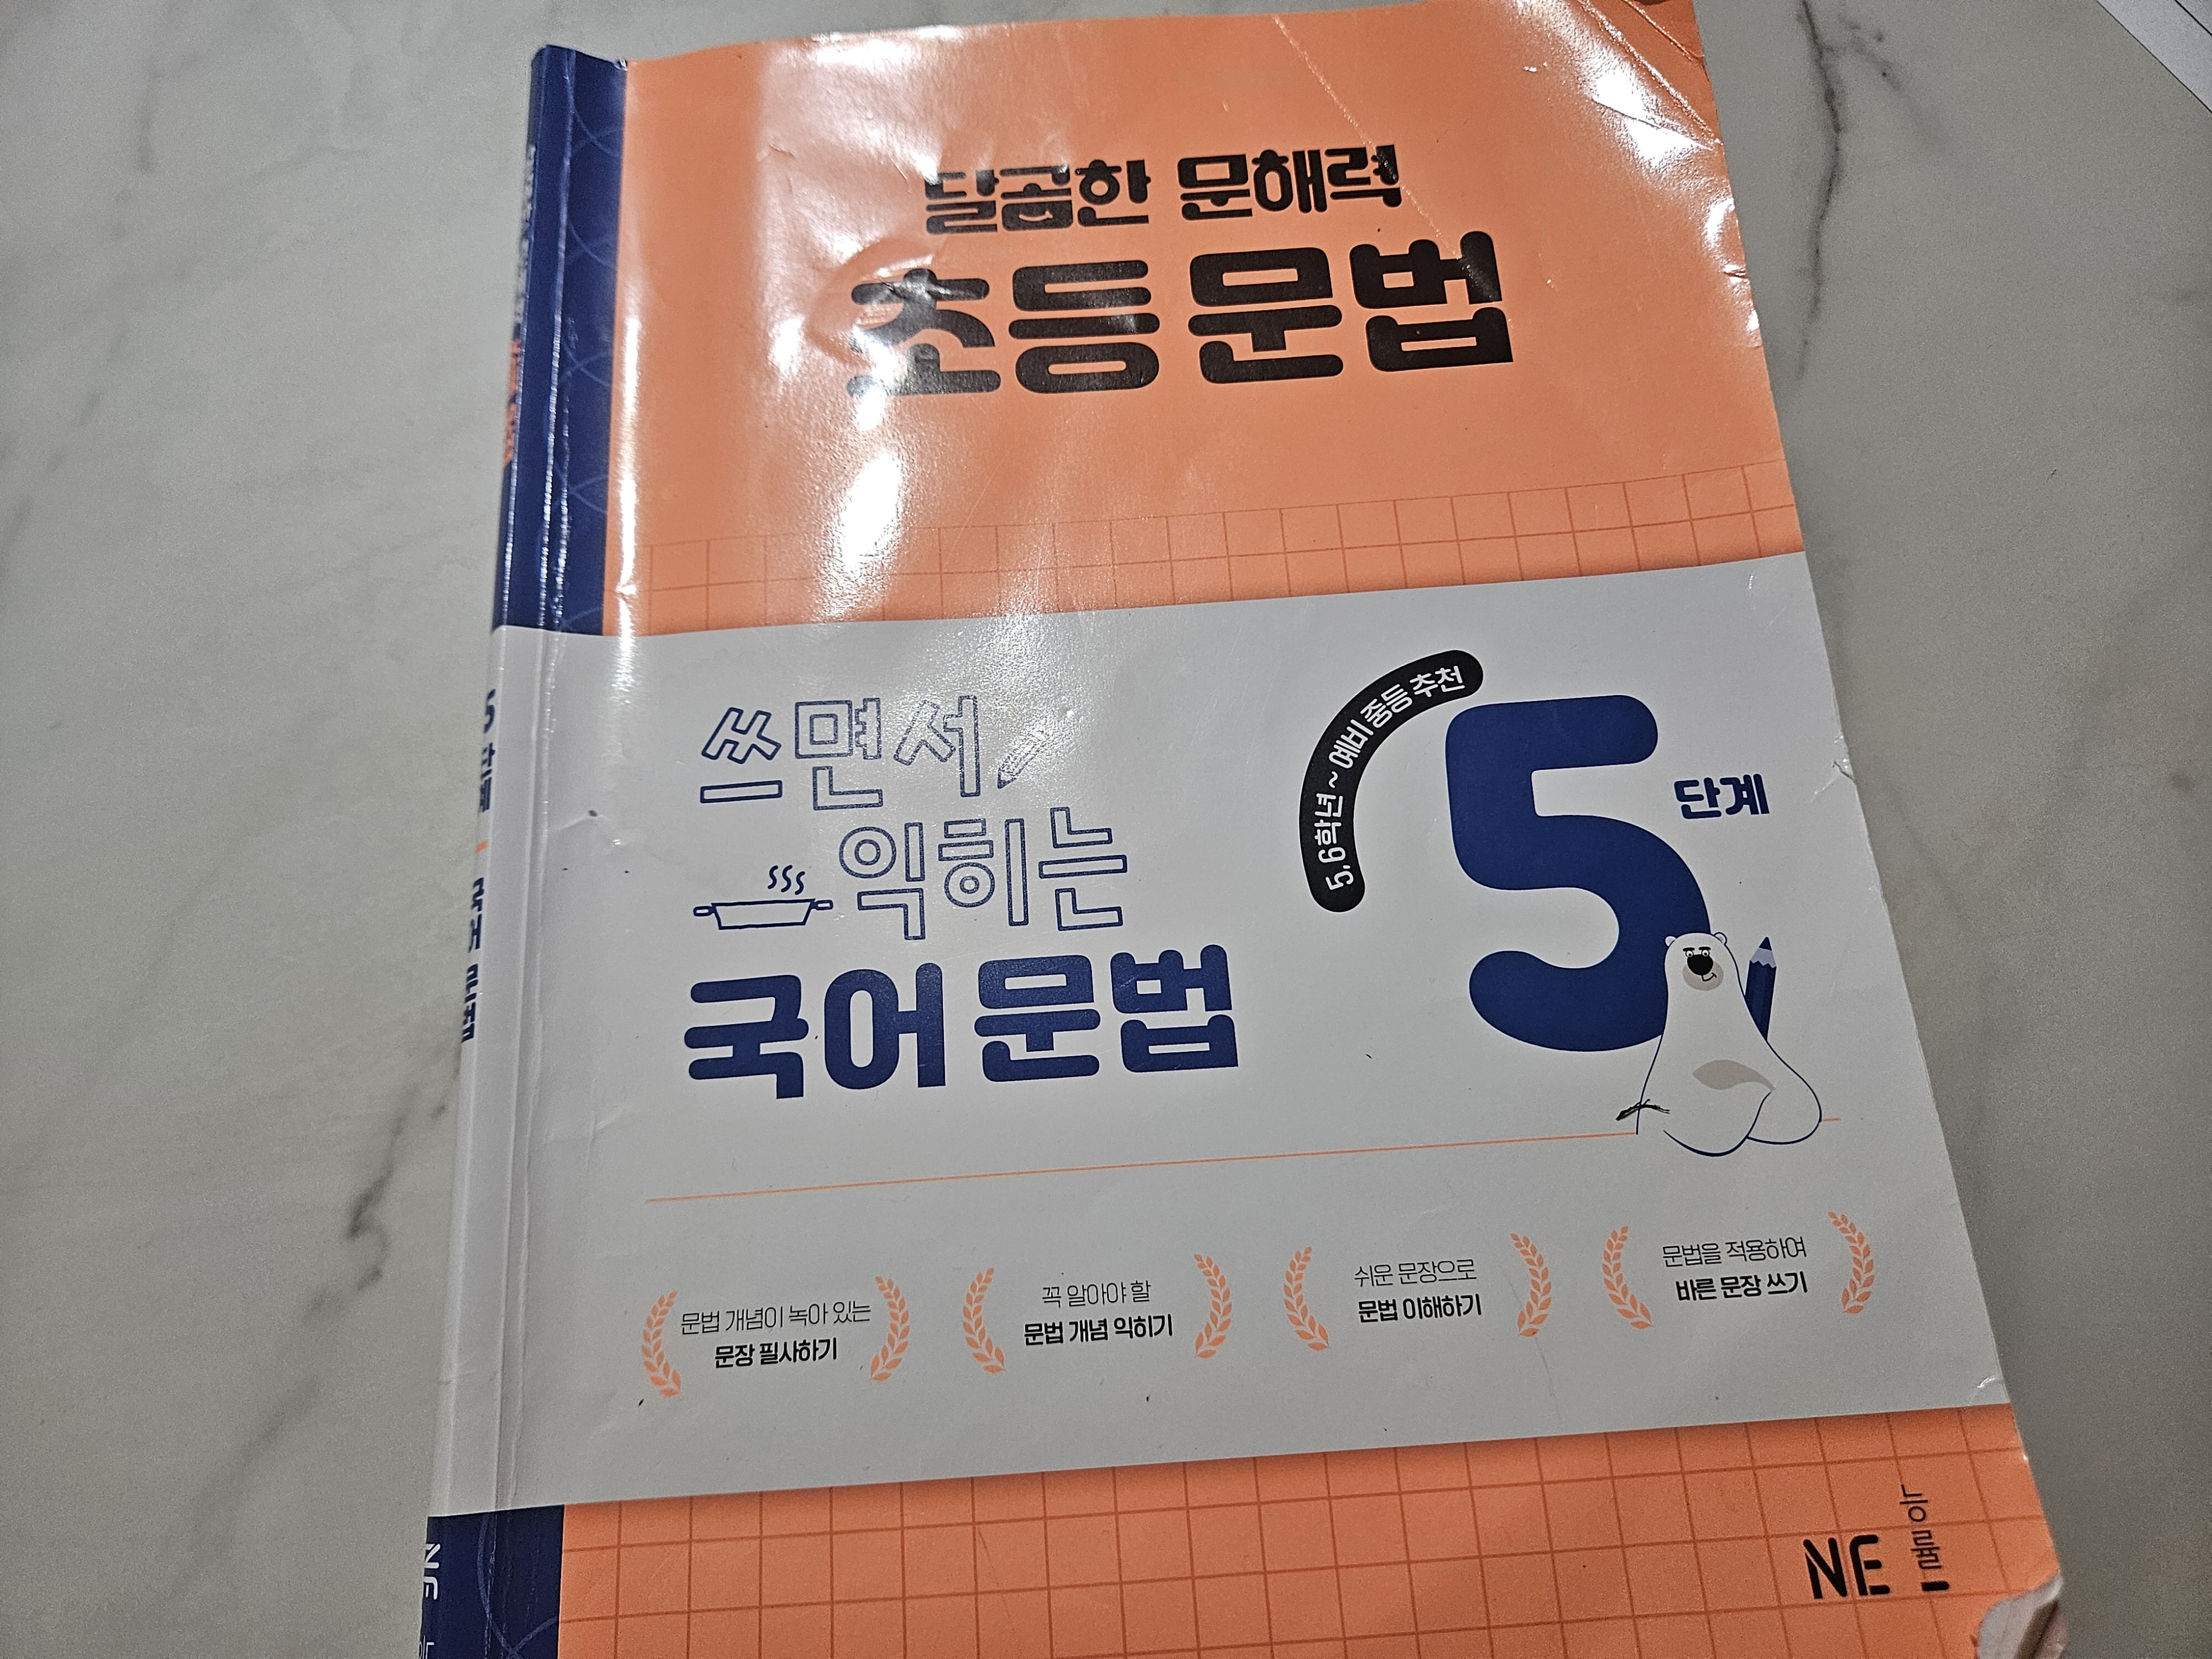 달곰한 문해력
초등 문법
쓰면서
익히는
국어 문법
5,6학년 ~ 예비 중등 추천
5
단계
문법 개념이 녹아 있는
문장 필사하기
꼭 알아야 할
문법 개념 익히기
쉬운 문장으로
문법 이해하기
문법을 적용하여
바른 문장 쓰기
NE 능률
5단계 국어 문법
NE